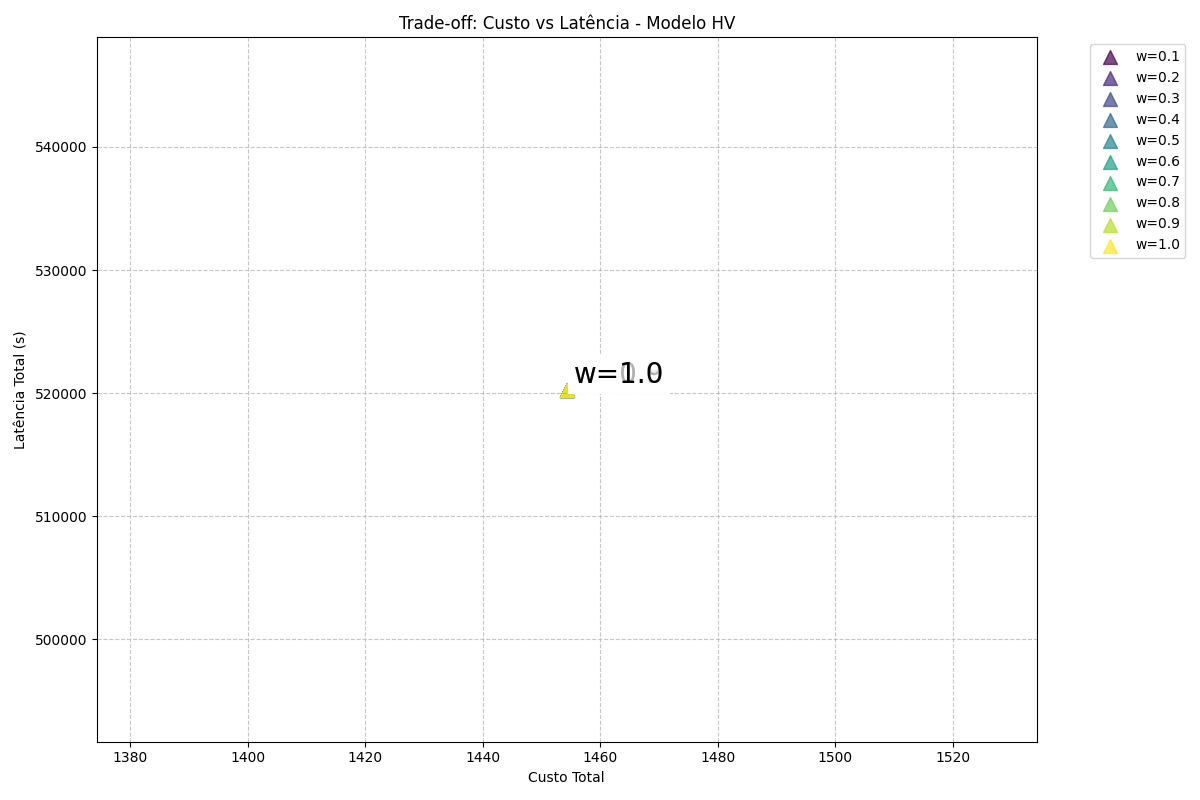 Trade-off: Custo vs Latência - Modelo HV
w=0.1
w=0.2
w=0.3
w=0.4
w=0.5
w=0.6
w=0.7
w=0.8
w=0.9
w=1.0
Latência Total (s)
540000
530000
520000
510000
500000
w=1.0
1380
1400
1420
1440
1460
1480
1500
1520
Custo Total